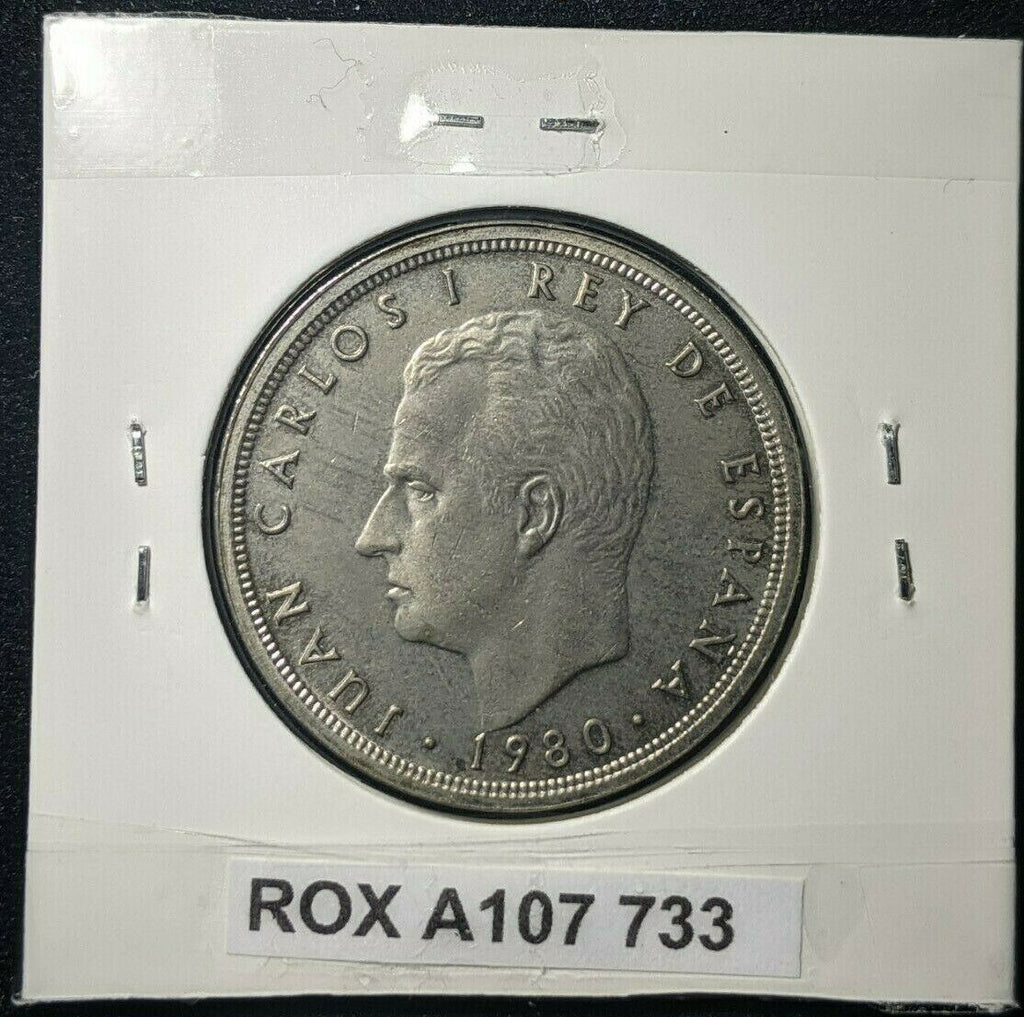 JUAN CARLOS I REY DE ESPAÑA
· 1980 ·
ROX A107 733